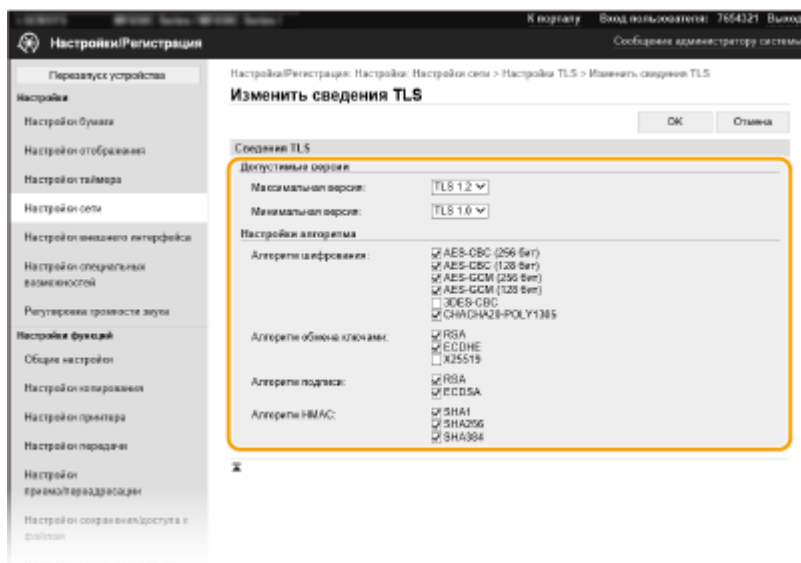 К порталу Вход пользователя: 7654321 Выход
Настройки/Регистрация Сообщение администратору системы
Перезапуск устройства
Настройки/Регистрация: Настройки: Настройки сети > Настройки TLS > Изменить сведения TLS
Изменить сведения TLS
OK Отмена
Настройки
Настройки бумаги
Настройки отображения
Настройки таймера
Настройки сети
Настройки внешнего интерфейса
Настройки специальных
возможностей
Регулировка громкости звука
Настройки функций
Общие настройки
Настройки копирования
Настройки принтера
Настройки передачи
Настройки
приема/переадресации
Настройки сохранения/доступа к
файлам
Сведения TLS
Допустимые версии
Максимальная версия: TLS 1.2
Минимальная версия: TLS 1.0
Настройки алгоритма
Алгоритм шифрования: AES-CBC (256 бит)
AES-CBC (128 бит)
AES-GCM (256 бит)
AES-GCM (128 бит)
3DES-CBC
CHACHA20-POLY1305
Алгоритм обмена ключами: RSA
ECDHE
X25519
Алгоритм подписи: RSA
ECDSA
Алгоритм HMAC: SHA1
SHA256
SHA384